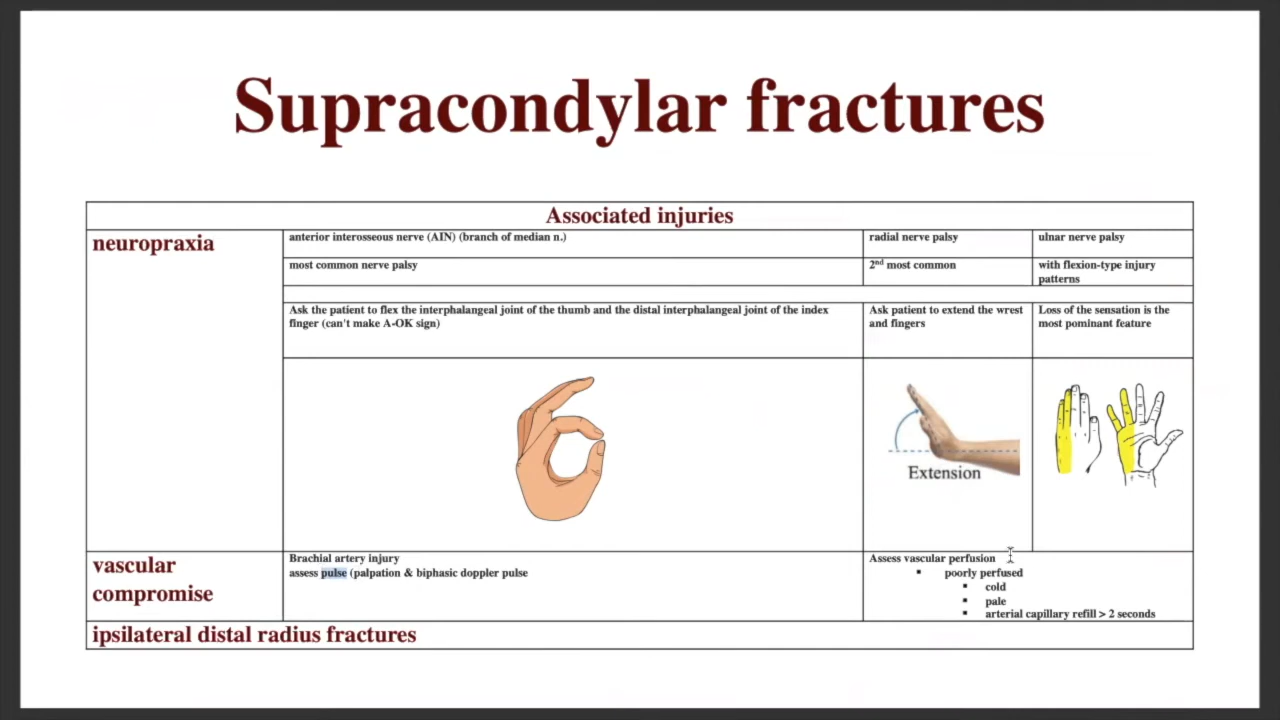 Supracondylar fractures
Associated injuries
neuropraxia
anterior interosseous nerve (AIN) (branch of median n.)
radial nerve palsy
ulnar nerve palsy
most common nerve palsy
2nd most common
with flexion-type injury
patterns
Ask the patient to flex the interphalangeal joint of the thumb and the distal interphalangeal joint of the index
finger (can't make A-OK sign)
Ask patient to extend the wrest
and fingers
Loss of the sensation is the
most pominant feature
Extension
vascular
compromise
Brachial artery injury
assess pulse (palpation & biphasic doppler pulse
Assess vascular perfusion
▪ poorly perfused
▪ cold
▪ pale
▪ arterial capillary refill > 2 seconds
ipsilateral distal radius fractures